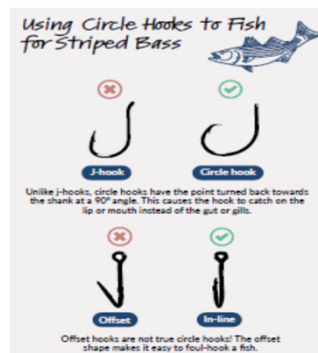 Using Circle Hooks to Fish
for Striped Bass
J-hook Circle hook
Unlike j-hooks, circle hooks have the point turned back towards
the shank at a 90° angle. This causes the hook to catch on the
lip or mouth instead of the gut or gills.
Offset In-line
Offset hooks are not true circle hooks! The offset
shape makes it easy to foul-hook a fish.